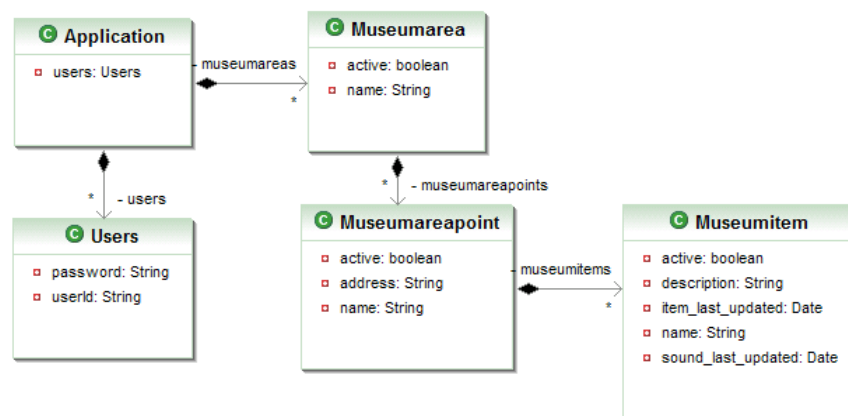 C Application
users: Users
- museumareas
*
C Museumarea
active: boolean
name: String
*
- users
*
- museumareapoints
C Users
password: String
userId: String
C Museumareapoint
active: boolean
address: String
name: String
- museumitems
*
C Museumitem
active: boolean
description: String
item_last_updated: Date
name: String
sound_last_updated: Date